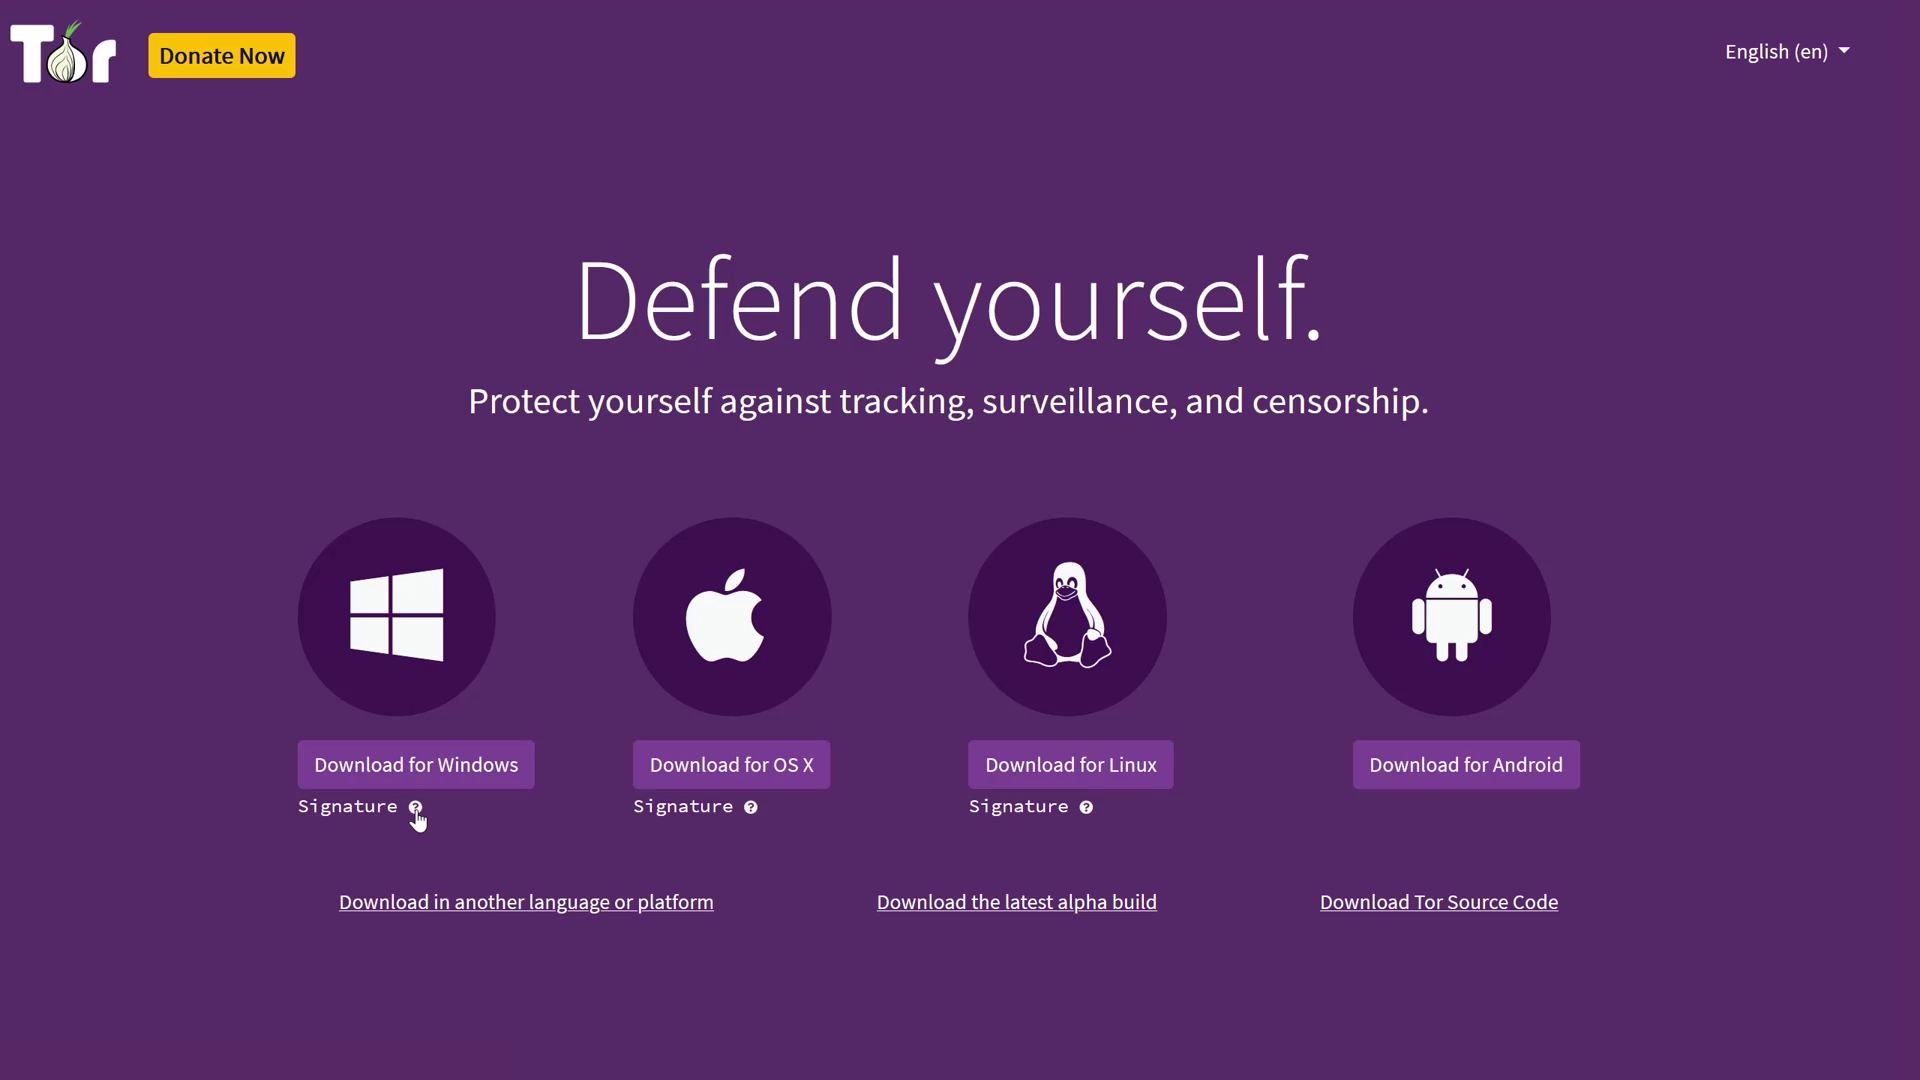 Tor
Donate Now
English (en)
Defend yourself.
Protect yourself against tracking, surveillance, and censorship.
Download for Windows
Download for OS X
Download for Linux
Download for Android
Signature ?
Signature ?
Signature ?
Download in another language or platform
Download the latest alpha build
Download Tor Source Code